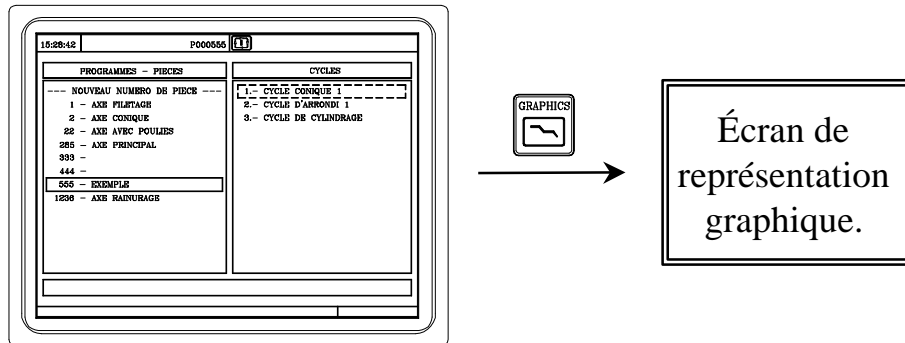 15:28:42 P000555
PROGRAMMES - PIECES
--- NOUVEAU NUMERO DE PIECE ---
1 - AXE FILETAGE
2 - AXE CONIQUE
22 - AXE AVEC POULIES
285 - AXE PRINCIPAL
333 -
444 -
555 - EXEMPLE
1236 - AXE RAINURAGE
CYCLES
1.- CYCLE CONIQUE 1
2.- CYCLE D'ARRONDI 1
3.- CYCLE DE CYLINDRAGE
GRAPHICS
Écran de
représentation
graphique.